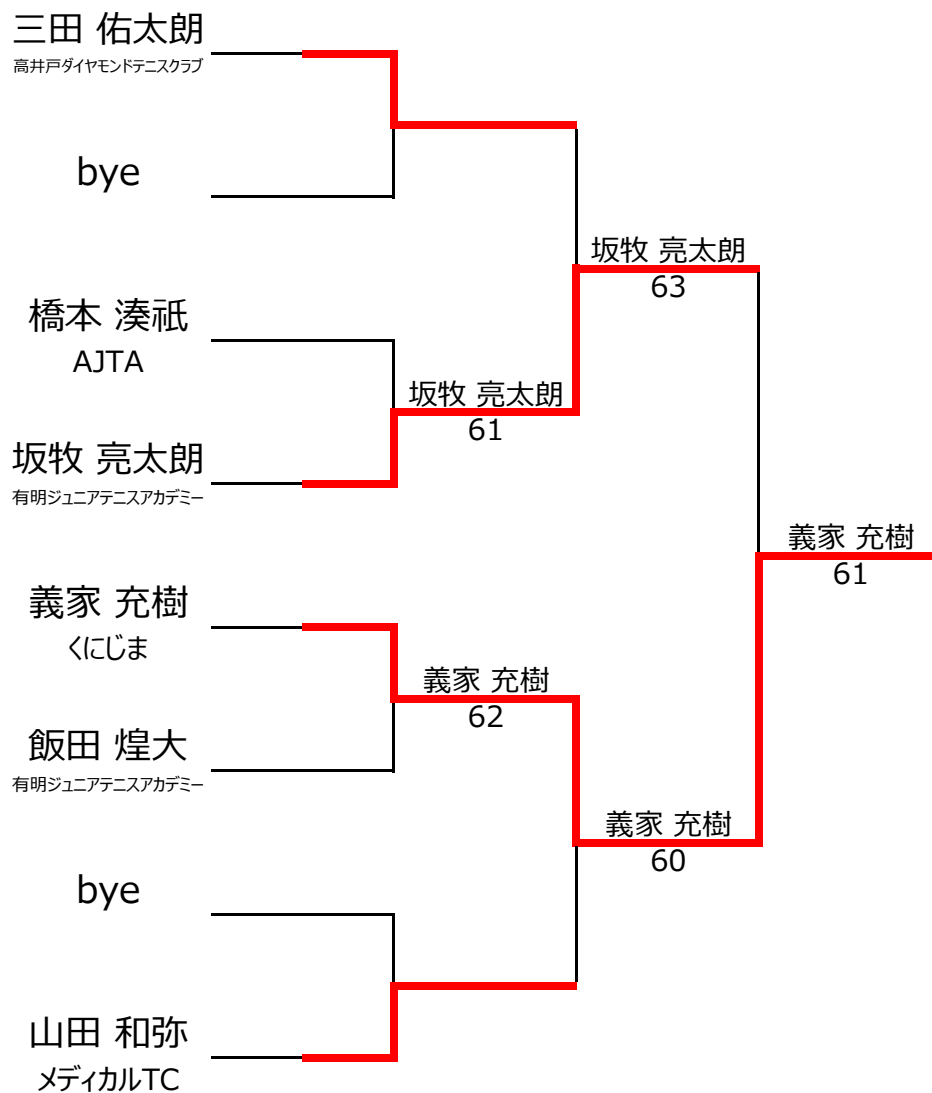 三田 佑太朗
高井戸ダイヤモンドテニスクラブ
bye
橋本 湊祇
AJTA
坂牧 亮太朗
有明ジュニアテニスアカデミー
義家 充樹
くにじま
飯田 煌大
有明ジュニアテニスアカデミー
bye
山田 和弥
メディカルTC
坂牧 亮太朗
61
義家 充樹
62
坂牧 亮太朗
63
義家 充樹
60
義家 充樹
61